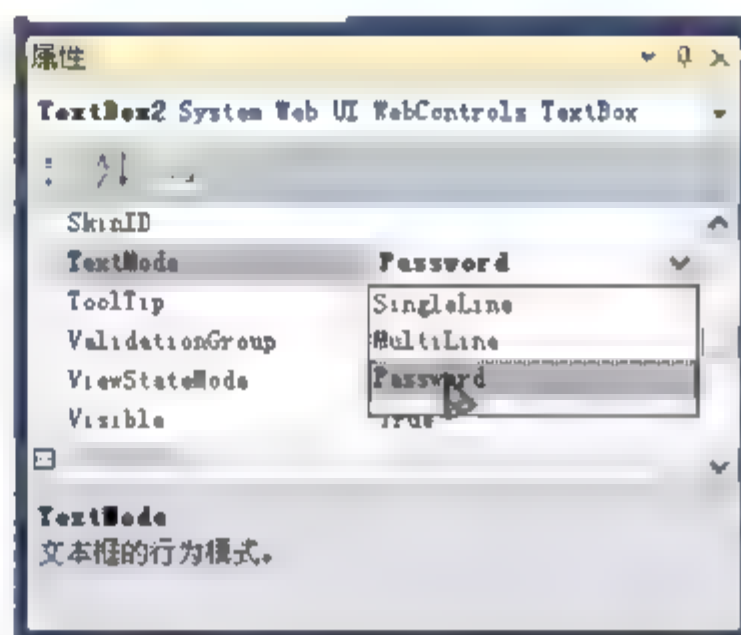 属性
TextBox2 System Web UI WebControls TextBox
SkinID
TextMode Password
ToolTip SingleLine
ValidationGroup MultiLine
ViewStateMode Password
Visible True
TextMode
文本框的行为模式。